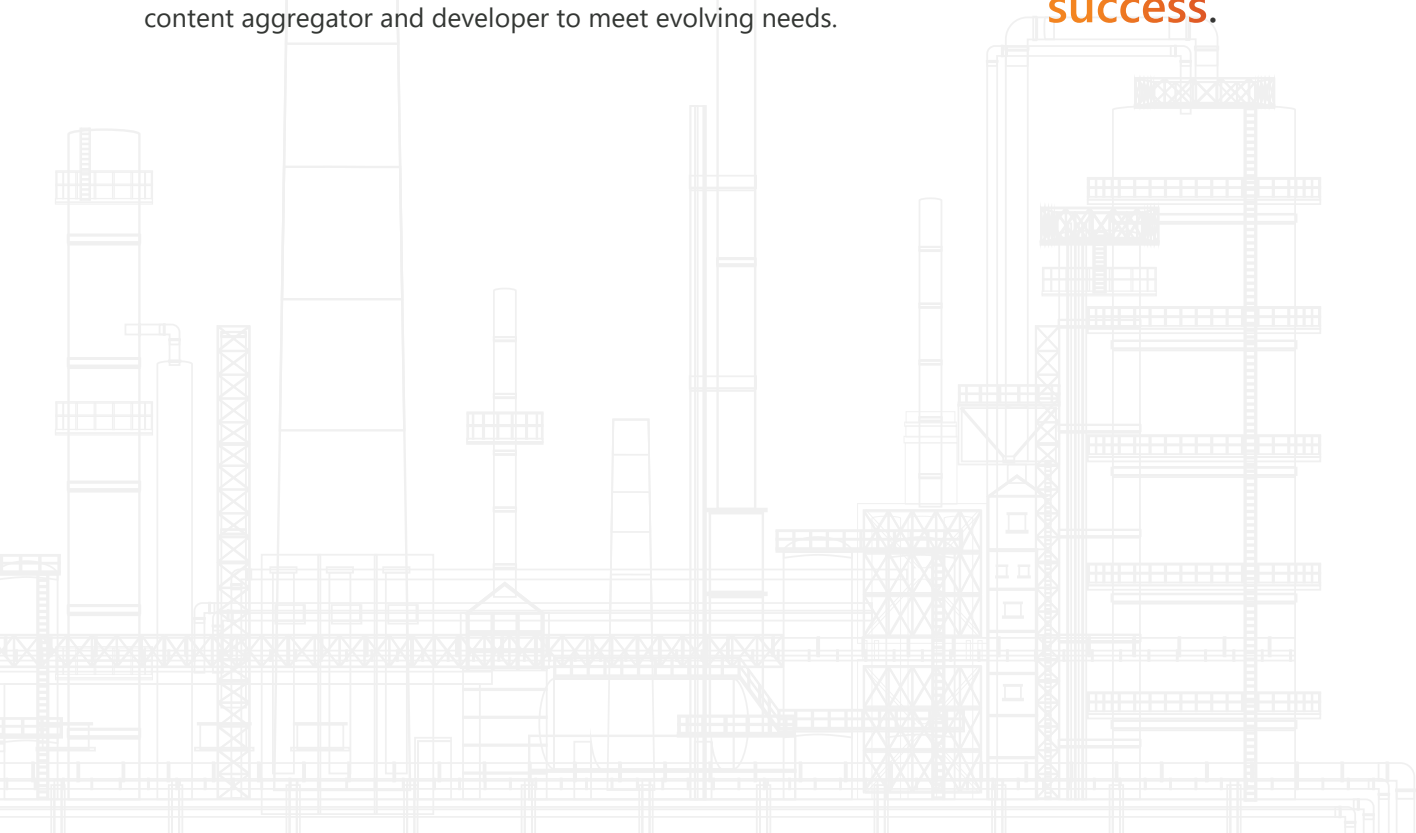 content aggregator and developer to meet evolving needs.
success.